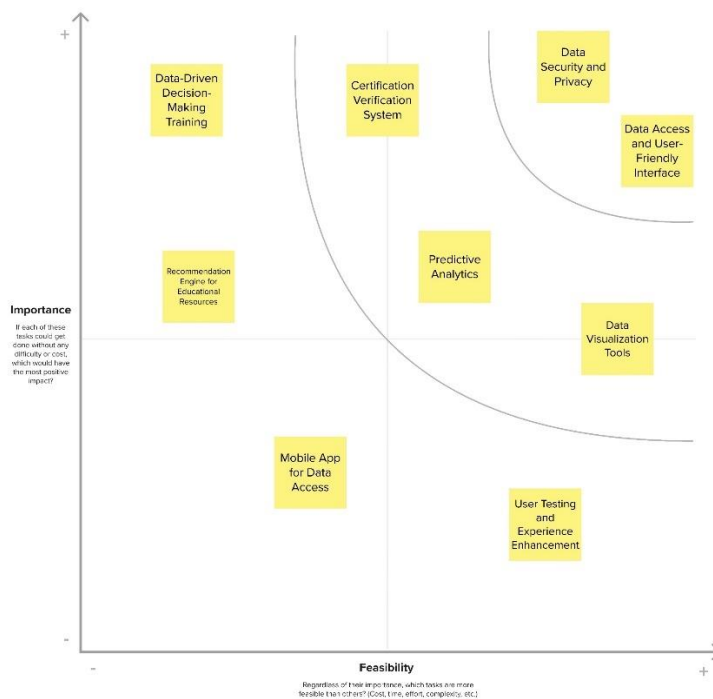 +
Data-Driven
Decision-
Making
Training
Certification
Verification
System
Data
Security and
Privacy
Data Access
and User-
Friendly
Interface
Recommendation
Engine for
Educational
Resources
Predictive
Analytics
Importance
If each of these
tasks could get
done without any
difficulty or cost,
which would have
the most positive
impact?
Data
Visualization
Tools
Mobile App
for Data
Access
User Testing
and
Experience
Enhancement
-
-
Feasibility
+
Regardless of their importance, which tasks are more
feasible than others? (Cost, time, effort, complexity, etc.)